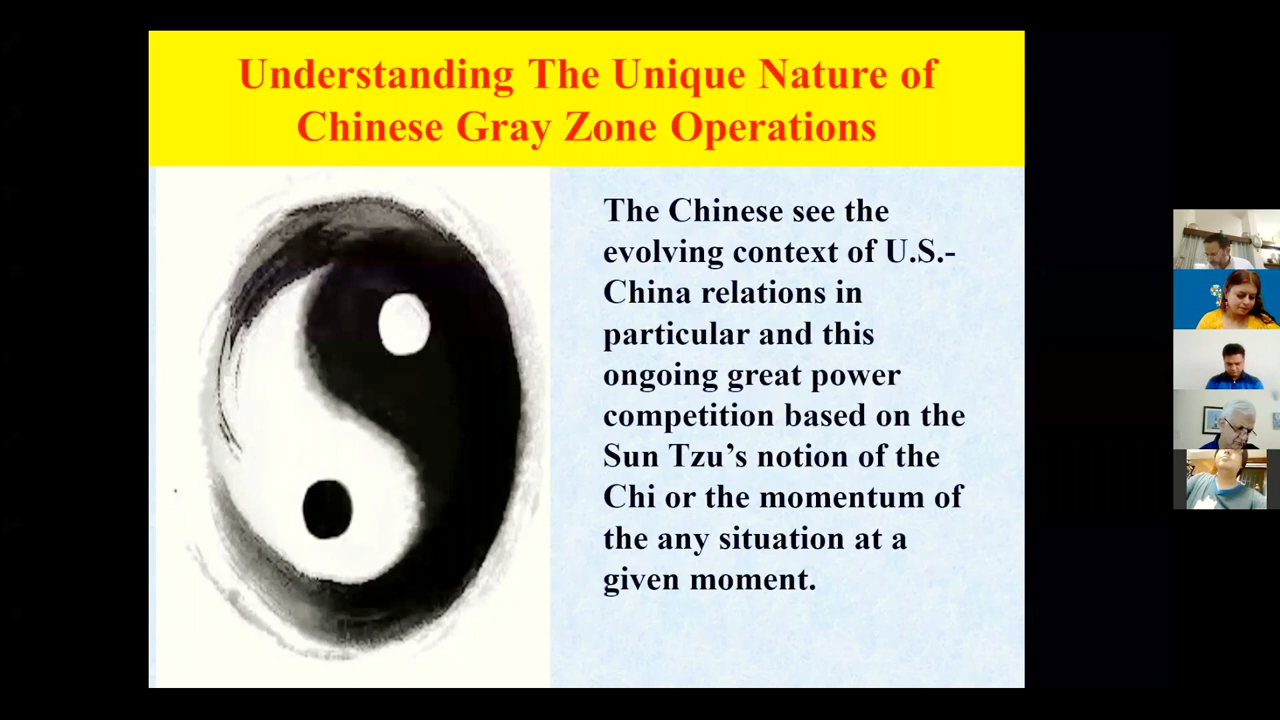 Understanding The Unique Nature of
Chinese Gray Zone Operations
The Chinese see the
evolving context of U.S.-
China relations in
particular and this
ongoing great power
competition based on the
Sun Tzu’s notion of the
Chi or the momentum of
the any situation at a
given moment.